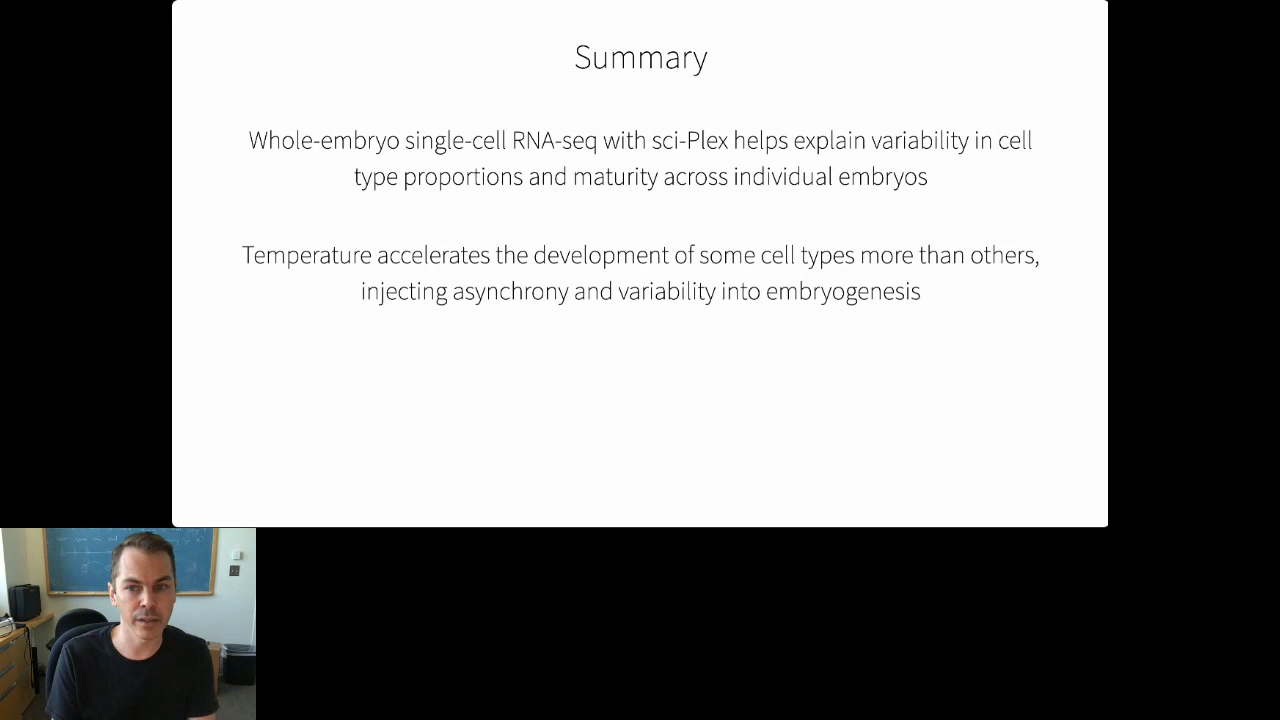 Summary
Whole-embryo single-cell RNA-seq with sci-Plex helps explain variability in cell
type proportions and maturity across individual embryos
Temperature accelerates the development of some cell types more than others,
injecting asynchrony and variability into embryogenesis